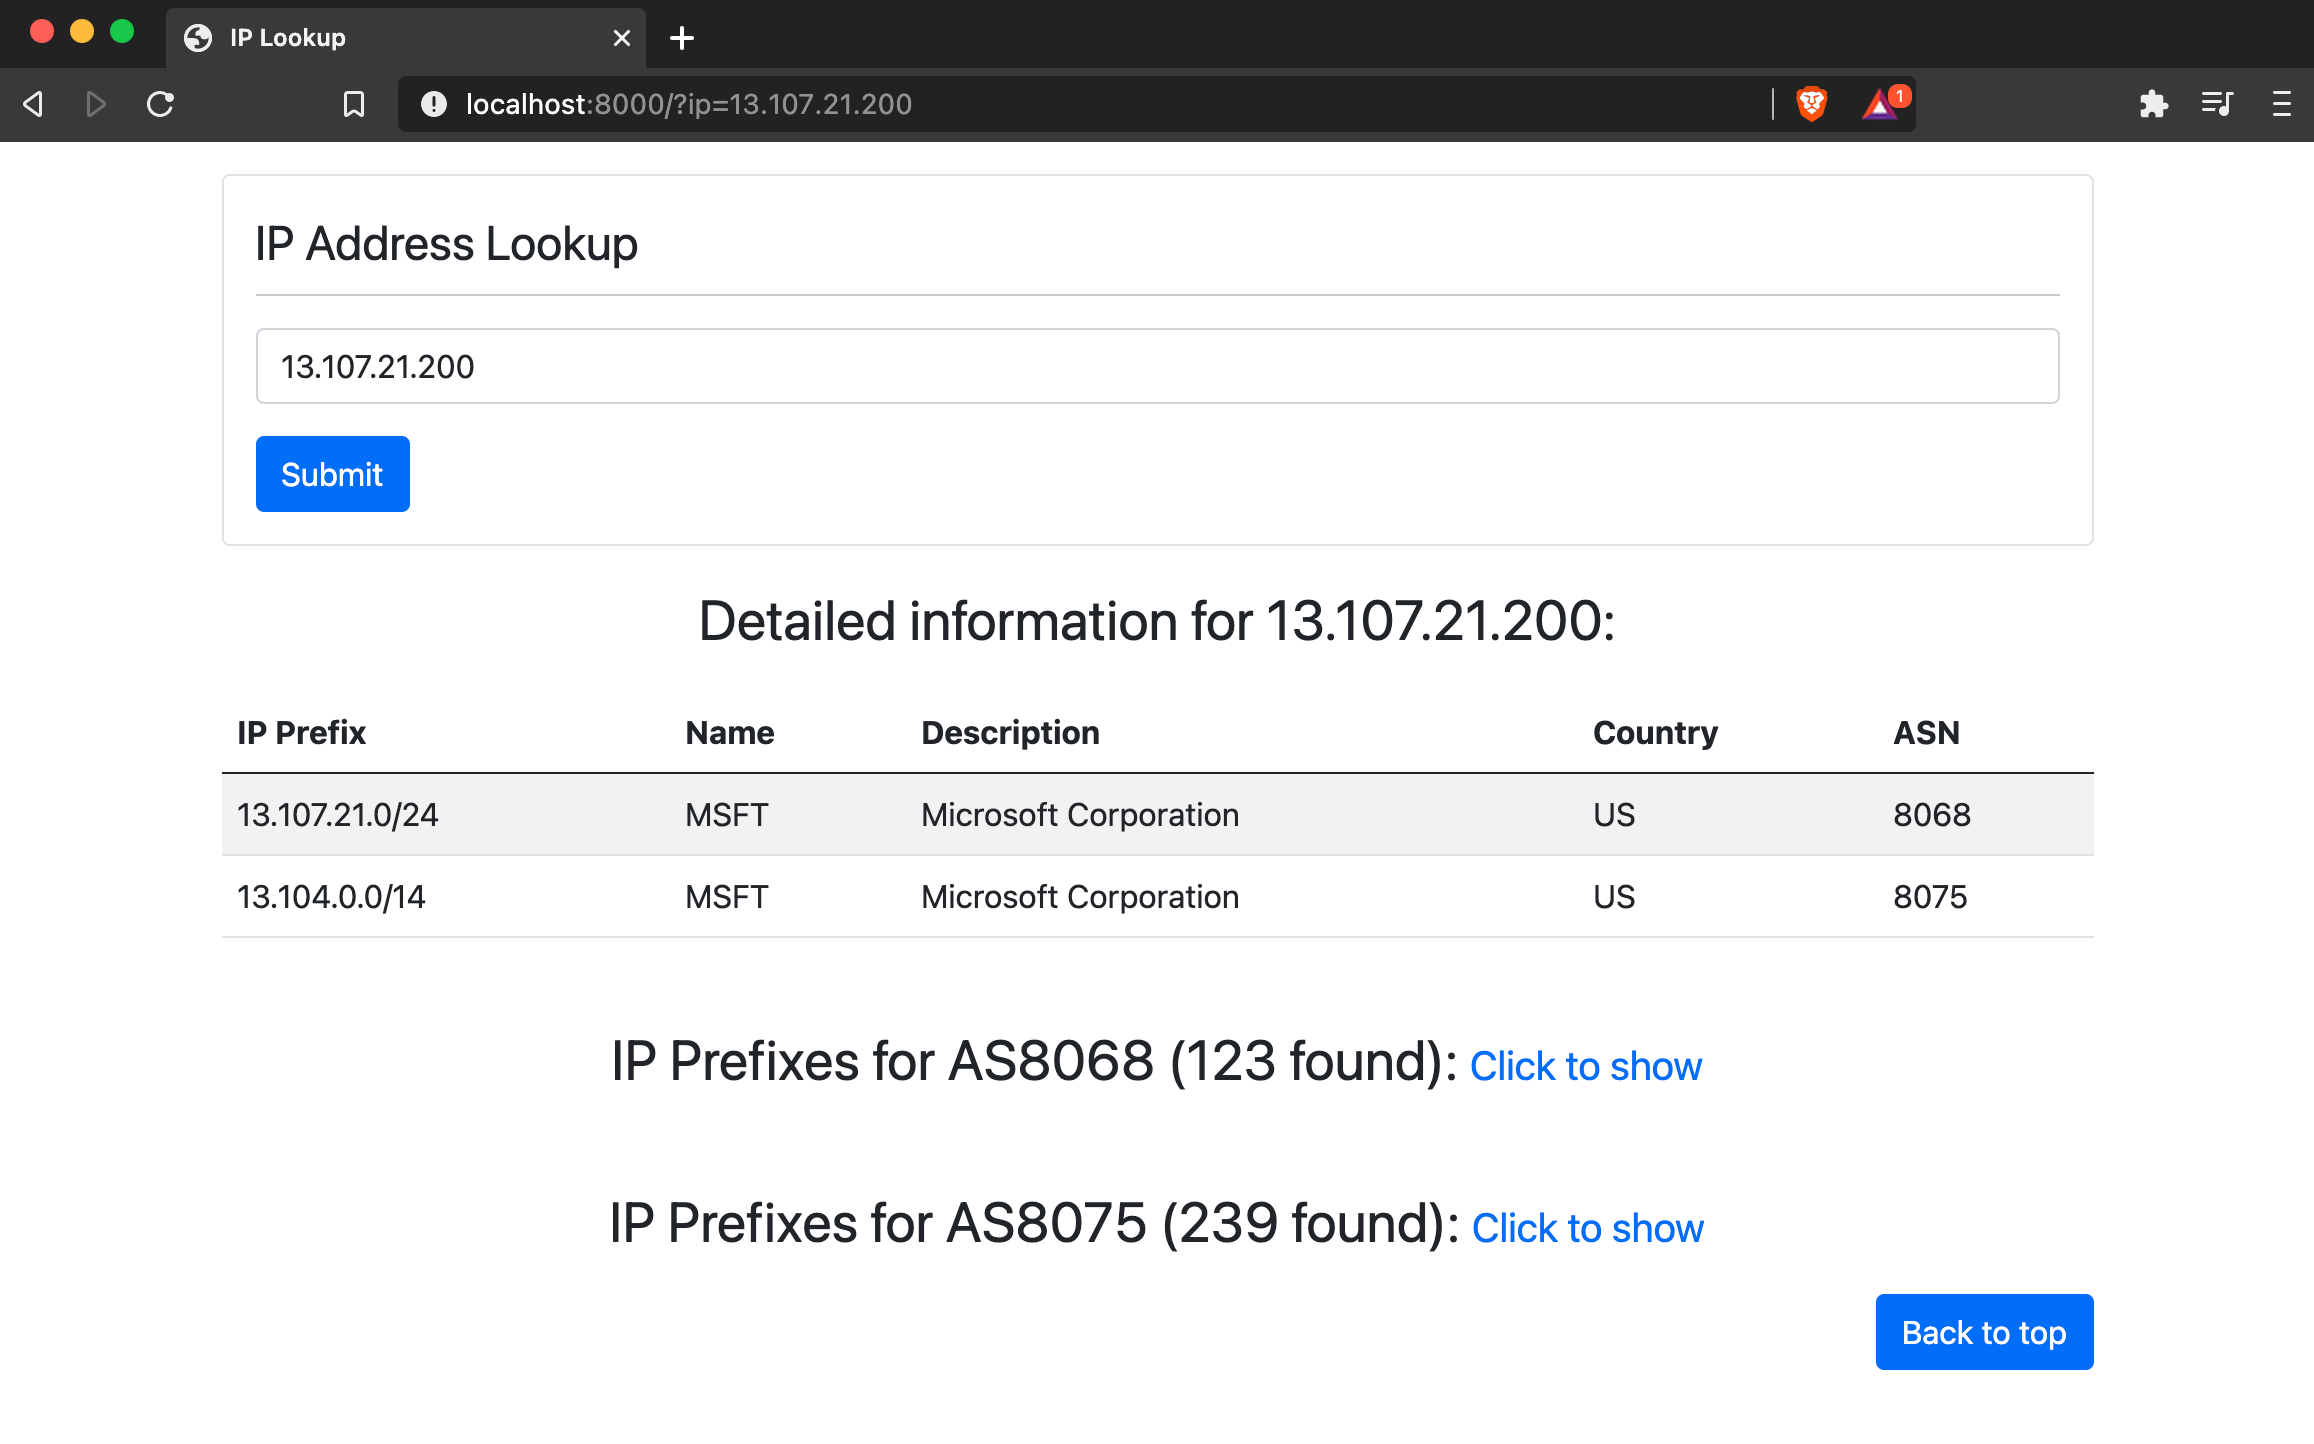 IP Lookup
localhost:8000/?ip=13.107.21.200
1
IP Address Lookup
13.107.21.200
Submit
Detailed information for 13.107.21.200:
IP Prefix Name Description Country ASN
13.107.21.0/24 MSFT Microsoft Corporation US 8068
13.104.0.0/14 MSFT Microsoft Corporation US 8075
IP Prefixes for AS8068 (123 found): Click to show
IP Prefixes for AS8075 (239 found): Click to show
Back to top